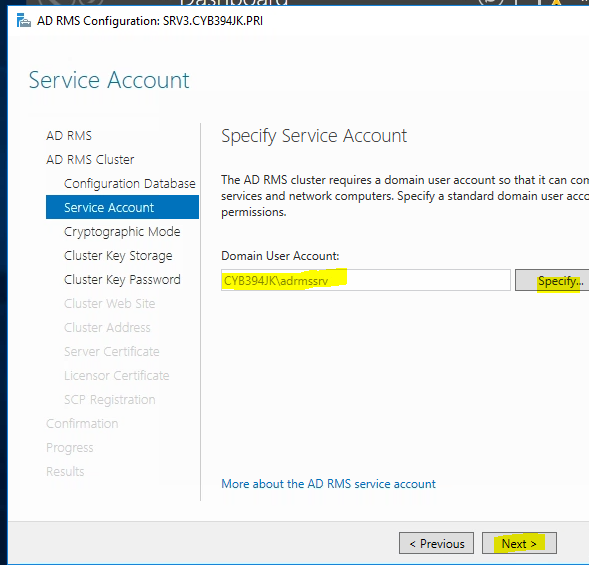 Dashboard
AD RMS Configuration: SRV3.CYB394JK.PRI
Service Account
AD RMS
AD RMS Cluster
Configuration Database
Service Account
Cryptographic Mode
Cluster Key Storage
Cluster Key Password
Cluster Web Site
Cluster Address
Server Certificate
Licensor Certificate
SCP Registration
Confirmation
Progress
Results
Specify Service Account
The AD RMS cluster requires a domain user account so that it can com
services and network computers. Specify a standard domain user acco
permissions.
Domain User Account:
CYB394JK\adrmssrv
Specify...
More about the AD RMS service account
< Previous
Next >